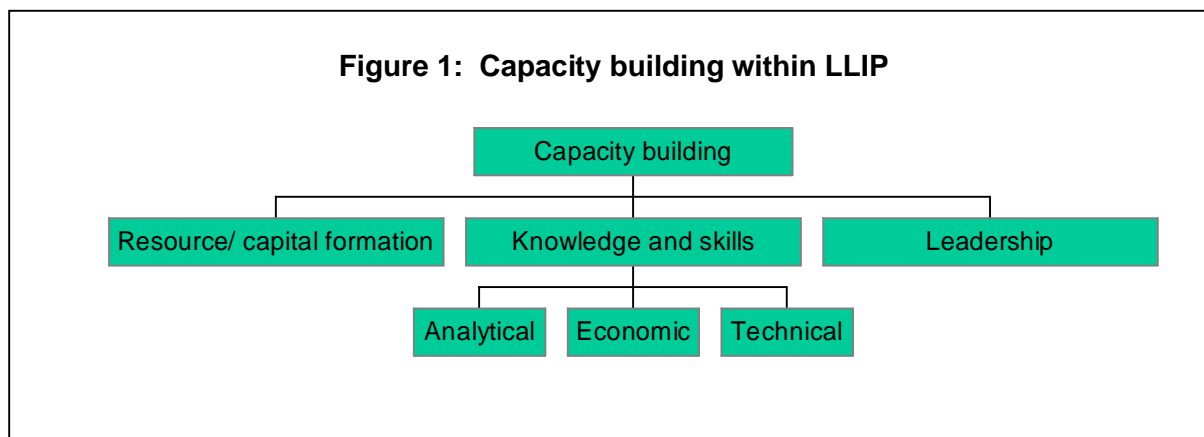 Figure 1:  Capacity building within LLIP
Capacity building
Resource/ capital formation
Knowledge and skills
Leadership
Analytical
Economic
Technical